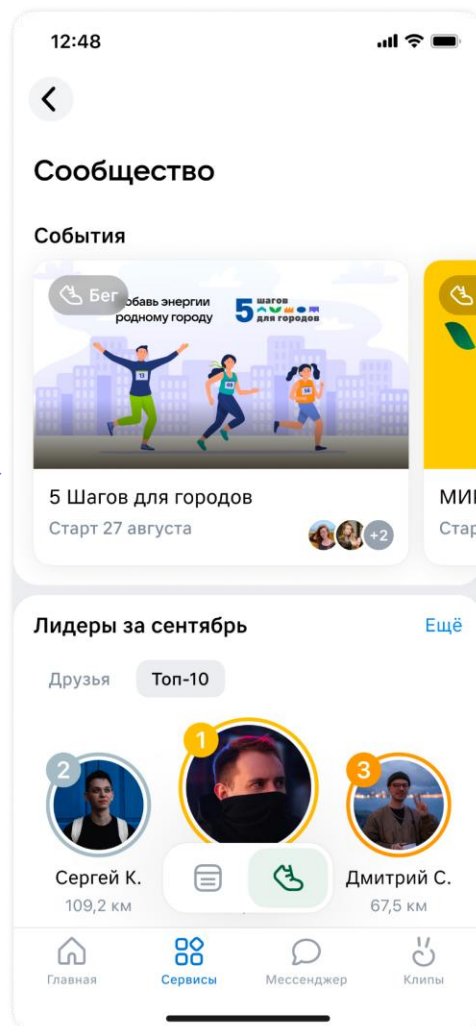 12:48
Сообщество
События
Бег
обавь энергии
родному городу
5 шагов
для городов
5 Шагов для городов
Старт 27 августа
+2
МИ
Стар
Лидеры за сентябрь
Ещё
Друзья
Топ-10
1
2
3
Сергей К.
Дмитрий С.
109,2 км
67,5 км
Главная
Сервисы
Мессенджер
Клипы